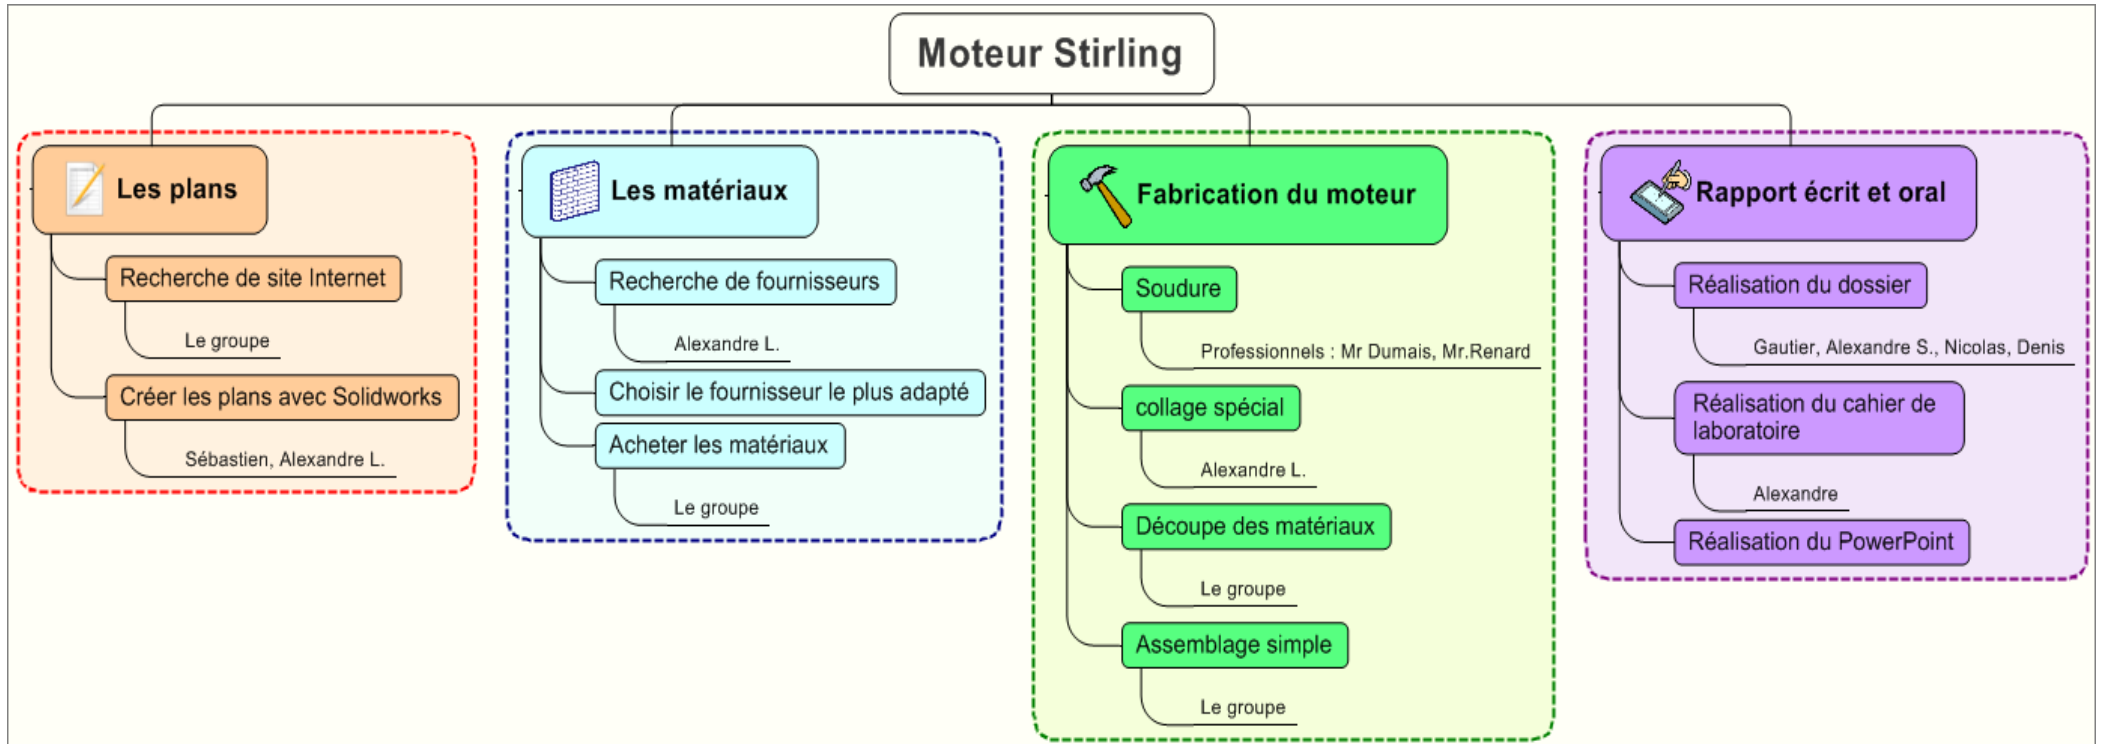 Moteur Stirling
Les plans
Recherche de site Internet
Le groupe
Créer les plans avec Solidworks
Sébastien, Alexandre L.
Les matériaux
Recherche de fournisseurs
Alexandre L.
Choisir le fournisseur le plus adapté
Acheter les matériaux
Le groupe
Fabrication du moteur
Soudure
Professionnels : Mr Dumais, Mr.Renard
collage spécial
Alexandre L.
Découpe des matériaux
Le groupe
Assemblage simple
Le groupe
Rapport écrit et oral
Réalisation du dossier
Gautier, Alexandre S., Nicolas, Denis
Réalisation du cahier de
laboratoire
Alexandre
Réalisation du PowerPoint